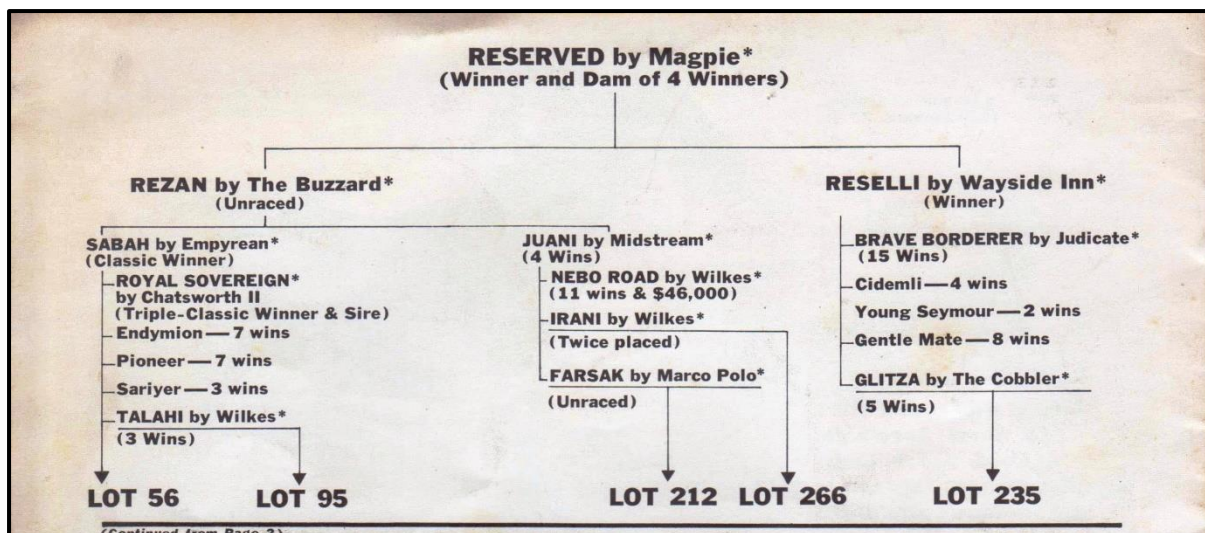 RESERVED by Magpie*
(Winner and Dam of 4 Winners)
REZAN by The Buzzard*
(Unraced)
SABAH by Empyrean*
(Classic Winner)
ROYAL SOVEREIGN*
by Chatsworth II
(Triple-Classic Winner & Sire)
Endymion — 7 wins
Pioneer — 7 wins
Sariyer — 3 wins
TALAHI by Wilkes*
(3 Wins)
LOT 56
LOT 95
JUANI by Midstream*
(4 Wins)
NEBO ROAD by Wilkes*
(11 wins & $46,000)
IRANI by Wilkes*
(Twice placed)
FARSAK by Marco Polo*
(Unraced)
LOT 212
LOT 266
RESELLI by Wayside Inn*
(Winner)
BRAVE BORDERER by Judicate*
(15 Wins)
Cidemli — 4 wins
Young Seymour — 2 wins
Gentle Mate — 8 wins
GLITZA by The Cobbler*
(5 Wins)
LOT 235
(Continued from Page 2)